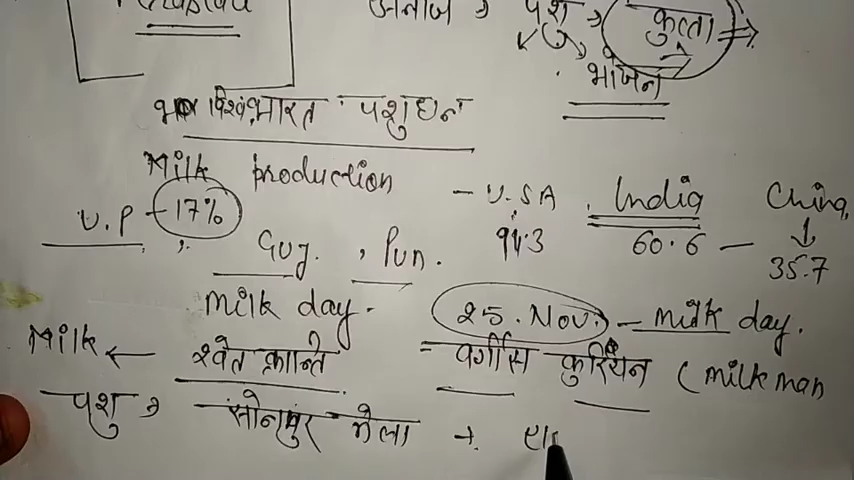 अनाज → पशु → कुत्ता ⇒
भोजन
विश्व, भारत पशुधन
Milk production - U.S.A, India China,
U.P - 17% 91.3 60.6 - 35.7
Guj. , Pun.
milk day. 25. Nov. - milk day.
Milk ← श्वेत क्रान्ति - वर्गीस कुरियन (milk man
पशु → सोनपुर मेला →